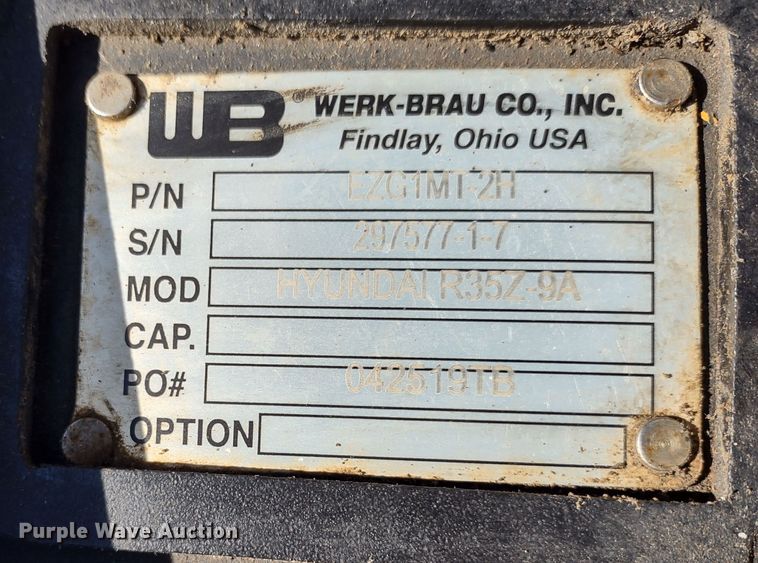 WB® WERK-BRAU CO., INC.
Findlay, Ohio USA
P/N EZG1MT-2H
S/N 297577-1-7
MOD HYUNDAI R35Z-9A
CAP.
PO# 042519TB
OPTION
Purple Wave Auction